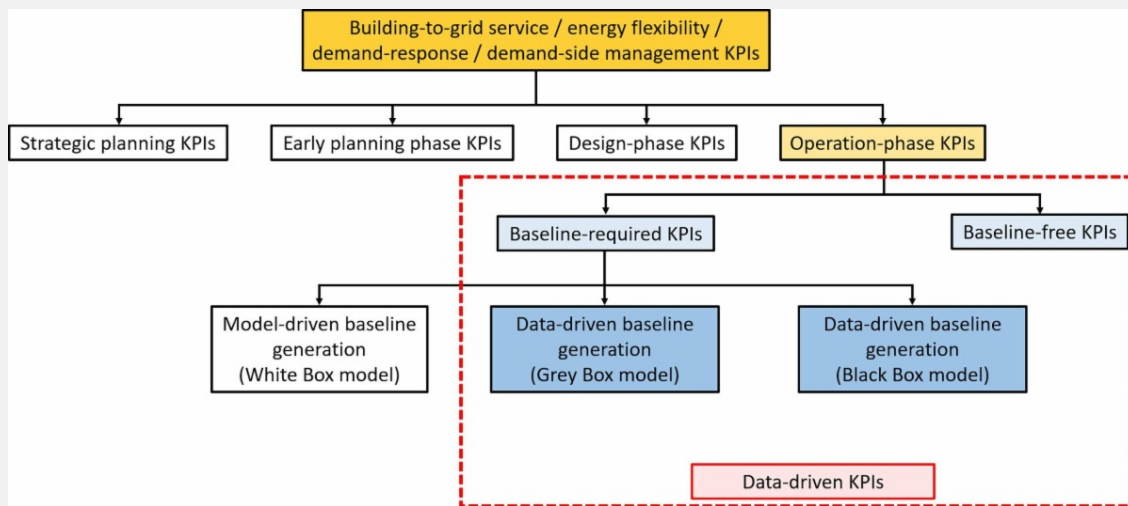 Building-to-grid service / energy flexibility /
demand-response / demand-side management KPIs
Strategic planning KPIs
Early planning phase KPIs
Design-phase KPIs
Operation-phase KPIs
Baseline-required KPIs
Baseline-free KPIs
Model-driven baseline
generation
(White Box model)
Data-driven baseline
generation
(Grey Box model)
Data-driven baseline
generation
(Black Box model)
Data-driven KPIs